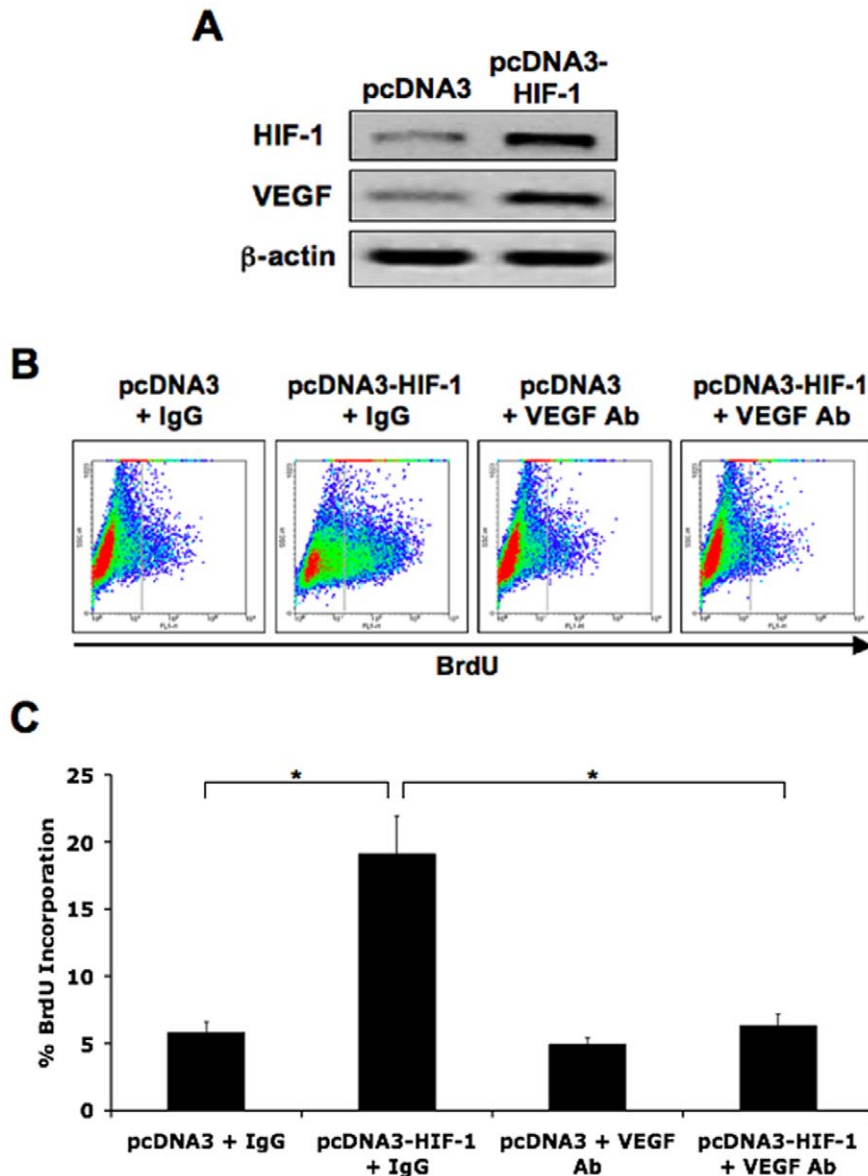 A
pcDNA3
pcDNA3-
HIF-1
HIF-1
VEGF
β-actin
B
pcDNA3
+ IgG
pcDNA3-HIF-1
+ IgG
pcDNA3
+ VEGF Ab
pcDNA3-HIF-1
+ VEGF Ab
BrdU
C
% BrdU Incorporation
25
20
15
10
5
0
*
*
pcDNA3 + IgG
pcDNA3-HIF-1
+ IgG
pcDNA3 + VEGF
Ab
pcDNA3-HIF-1
+ VEGF Ab